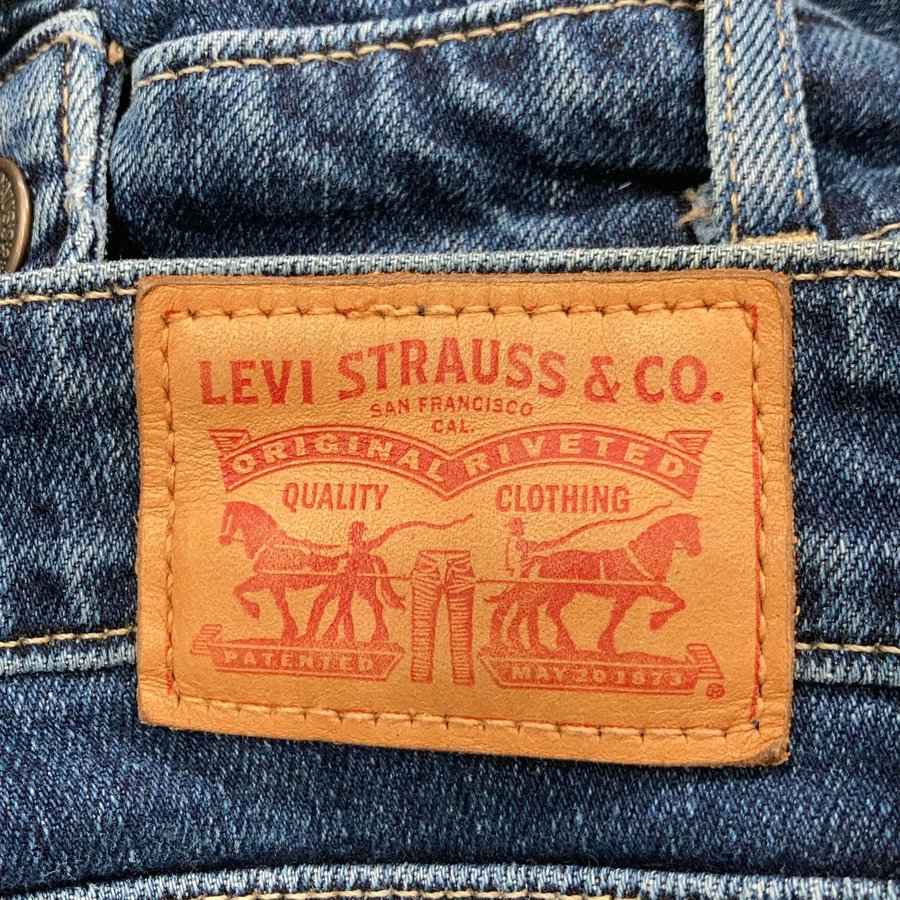 LEVI STRAUSS & CO.
SAN FRANCISCO
CAL.
ORIGINAL RIVETED
QUALITY CLOTHING
PATENTED MAY 20 1873
®